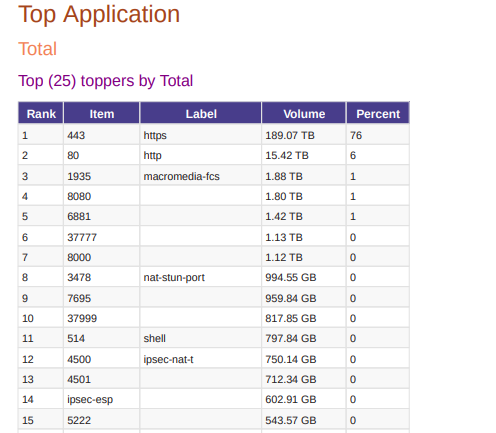 Top Application
Total
Top (25) toppers by Total
Rank Item Label Volume Percent
1 443 https 189.07 TB 76
2 80 http 15.42 TB 6
3 1935 macromedia-fcs 1.88 TB 1
4 8080 1.80 TB 1
5 6881 1.42 TB 1
6 37777 1.13 TB 0
7 8000 1.12 TB 0
8 3478 nat-stun-port 994.55 GB 0
9 7695 959.84 GB 0
10 37999 817.85 GB 0
11 514 shell 797.84 GB 0
12 4500 ipsec-nat-t 750.14 GB 0
13 4501 712.34 GB 0
14 ipsec-esp 602.91 GB 0
15 5222 543.57 GB 0